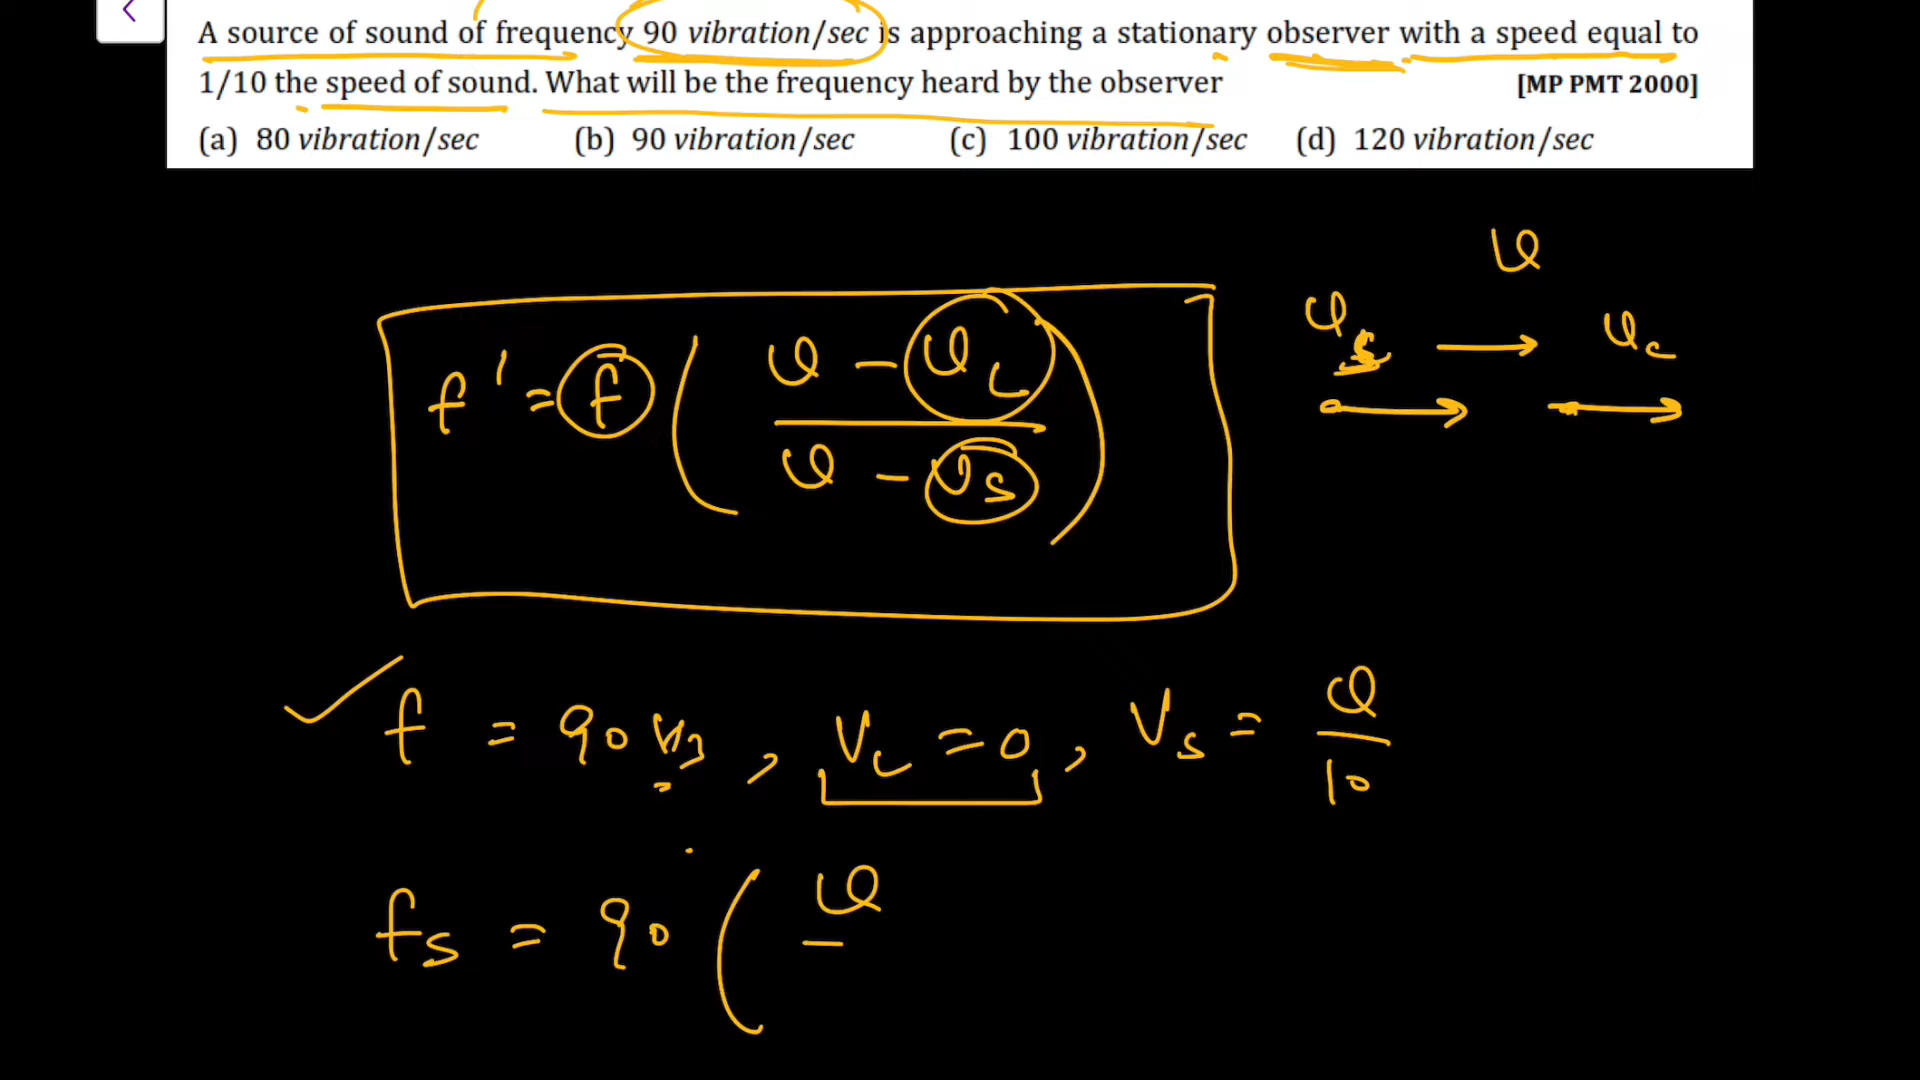 A source of sound of frequency 90 vibration/sec is approaching a stationary observer with a speed equal to
1/10 the speed of sound. What will be the frequency heard by the observer [MP PMT 2000]
(a) 80 vibration/sec (b) 90 vibration/sec (c) 100 vibration/sec (d) 120 vibration/sec
v
v_s → v_L
f' = f ( (v - v_L) / (v - v_s) )
f = 90 Hz, V_L = 0, V_s = v/10
f_s = 90 ( v